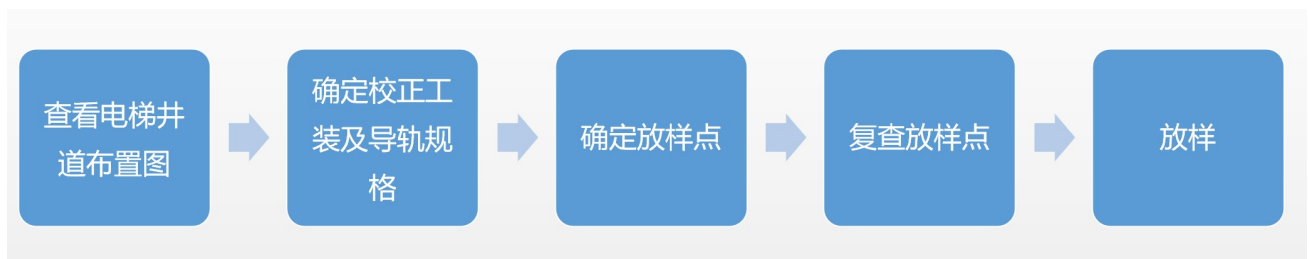 查看电梯井
道布置图
确定校正工
装及导轨规
格
确定放样点
复查放样点
放样